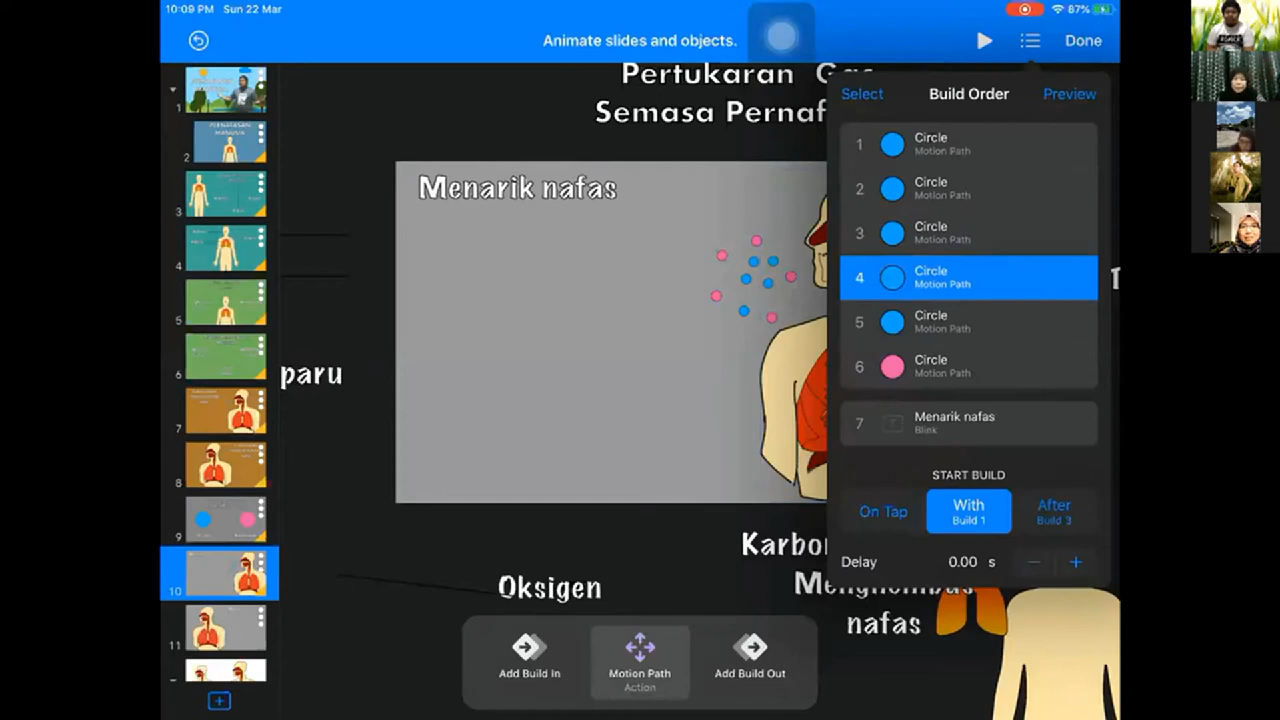 10:09 PM Sun 22 Mar
87%
Animate slides and objects.
Done
Pertukaran
Semasa Pernaf
Select
Build Order
Preview
1 Circle
Motion Path
2 Circle
Motion Path
3 Circle
Motion Path
4 Circle
Motion Path
5 Circle
Motion Path
6 Circle
Motion Path
7 Menarik nafas
Blink
START BUILD
On Tap
With
Build 1
After
Build 3
Delay 0.00 s
Menarik nafas
paru
Karbon
Oksigen
Menghembus
nafas
Add Build In
Motion Path
Action
Add Build Out
1
2
3
4
5
6
7
8
9
10
11